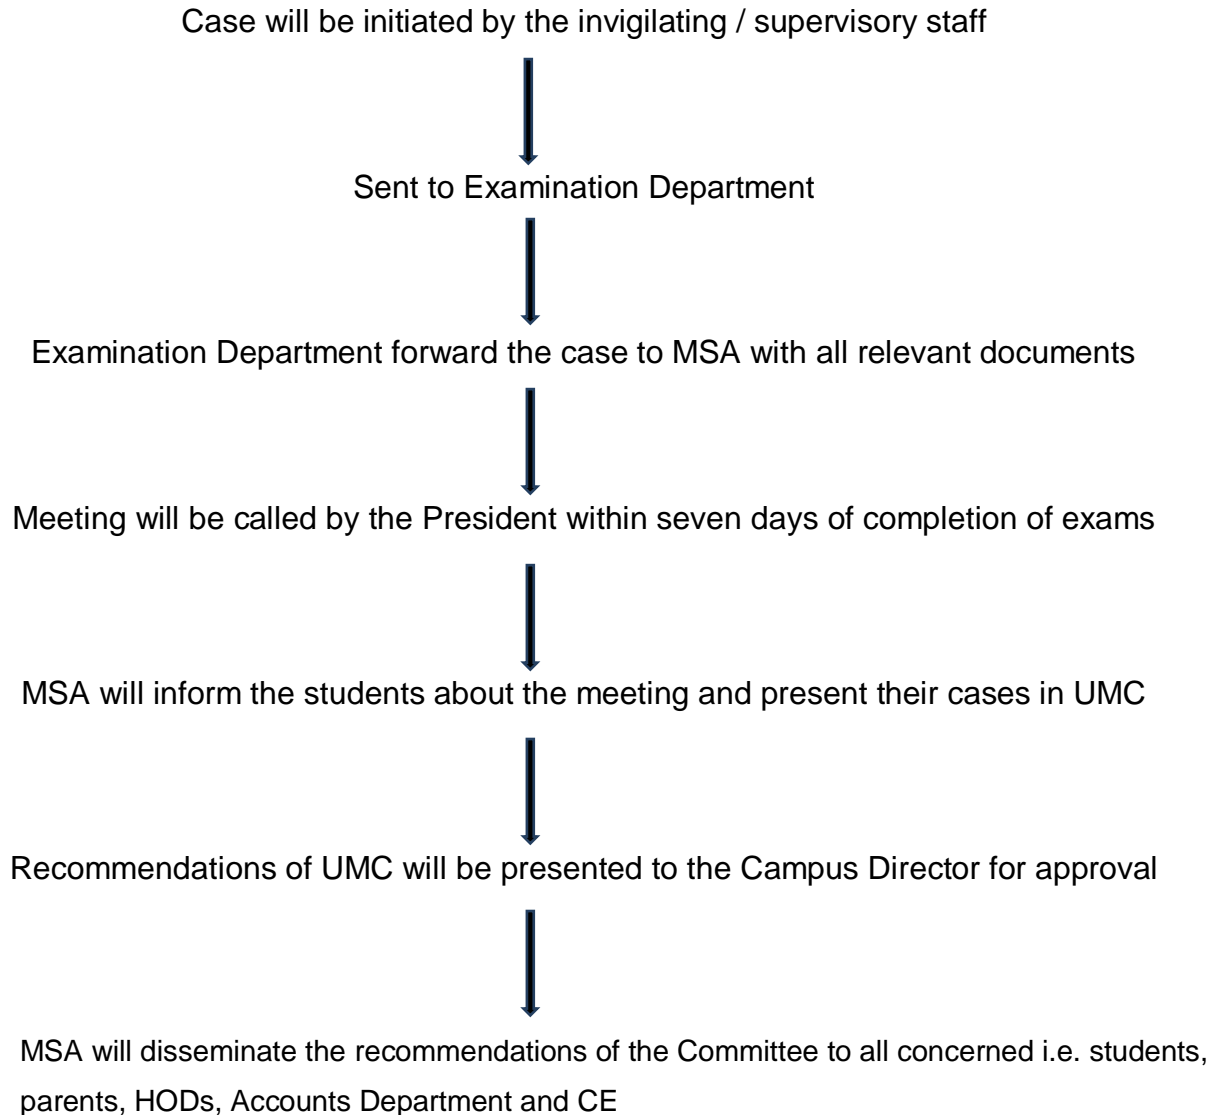 Case will be initiated by the invigilating / supervisory staff
Sent to Examination Department
Examination Department forward the case to MSA with all relevant documents
Meeting will be called by the President within seven days of completion of exams
MSA will inform the students about the meeting and present their cases in UMC
Recommendations of UMC will be presented to the Campus Director for approval
MSA will disseminate the recommendations of the Committee to all concerned i.e. students,
parents, HODs, Accounts Department and CE